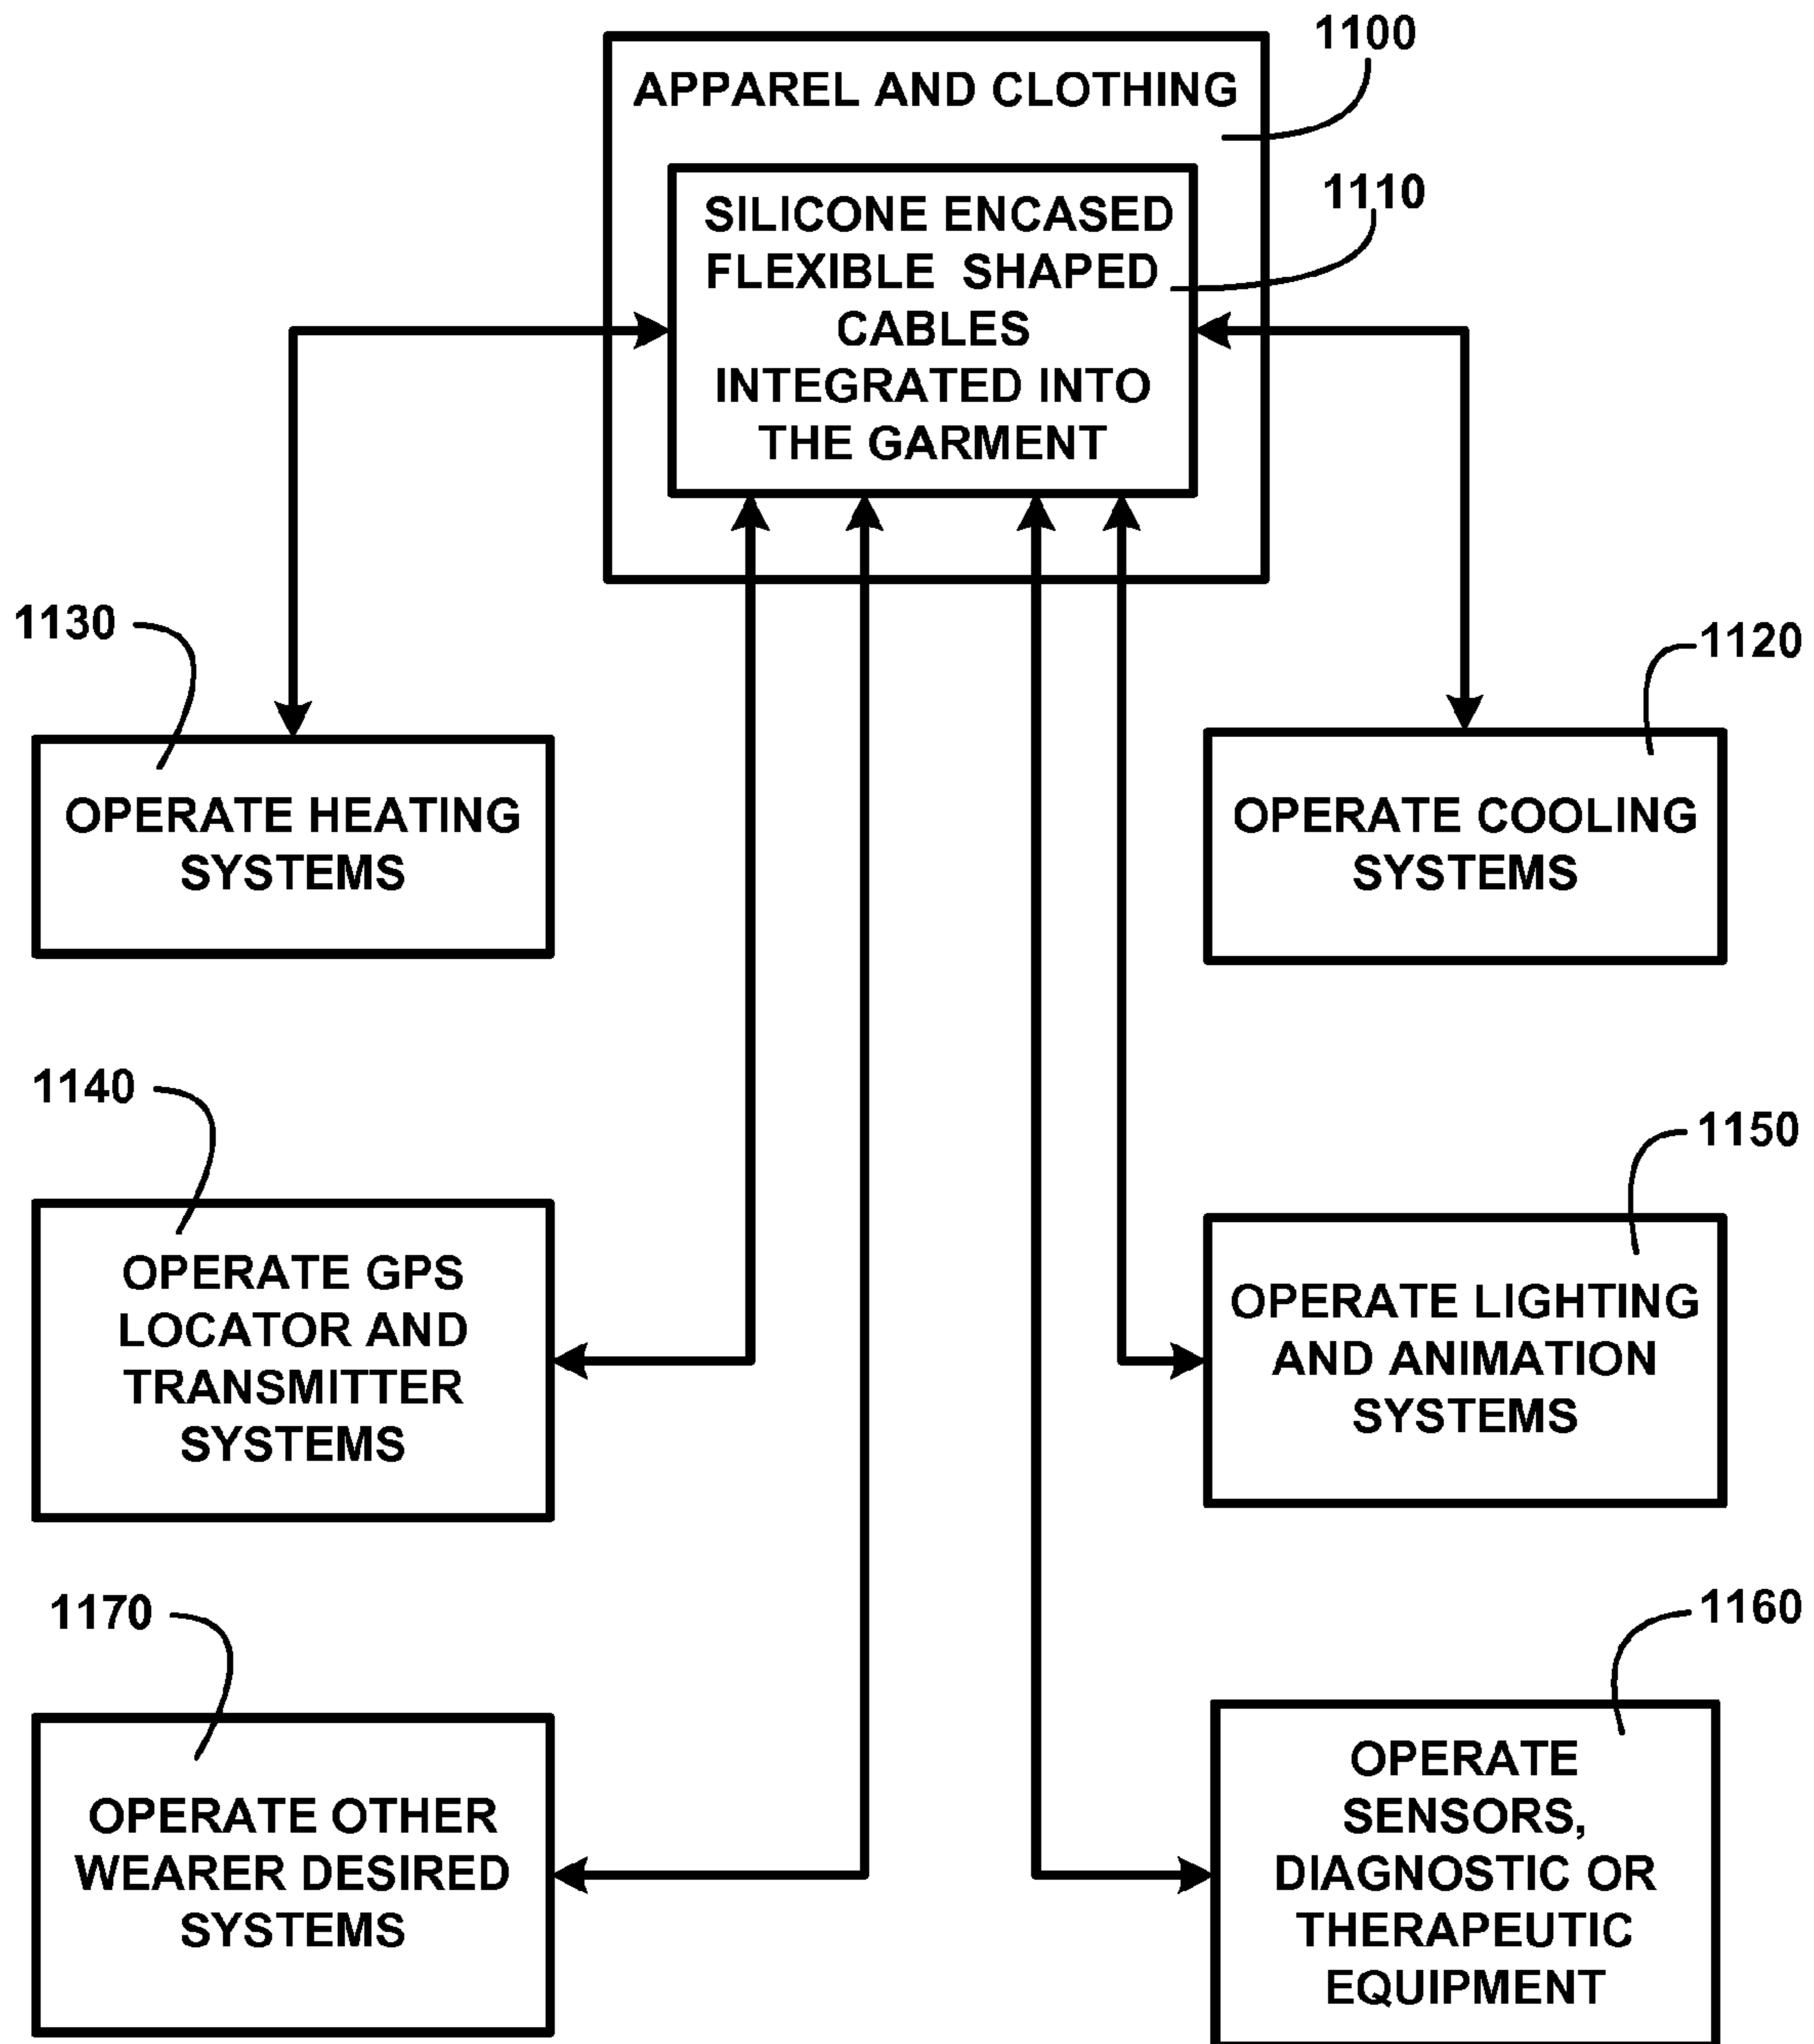 1100
APPAREL AND CLOTHING
1110
SILICONE ENCASED
FLEXIBLE SHAPED
CABLES
INTEGRATED INTO
THE GARMENT
1130
OPERATE HEATING
SYSTEMS
1120
OPERATE COOLING
SYSTEMS
1140
OPERATE GPS
LOCATOR AND
TRANSMITTER
SYSTEMS
1150
OPERATE LIGHTING
AND ANIMATION
SYSTEMS
1170
OPERATE OTHER
WEARER DESIRED
SYSTEMS
1160
OPERATE
SENSORS,
DIAGNOSTIC OR
THERAPEUTIC
EQUIPMENT